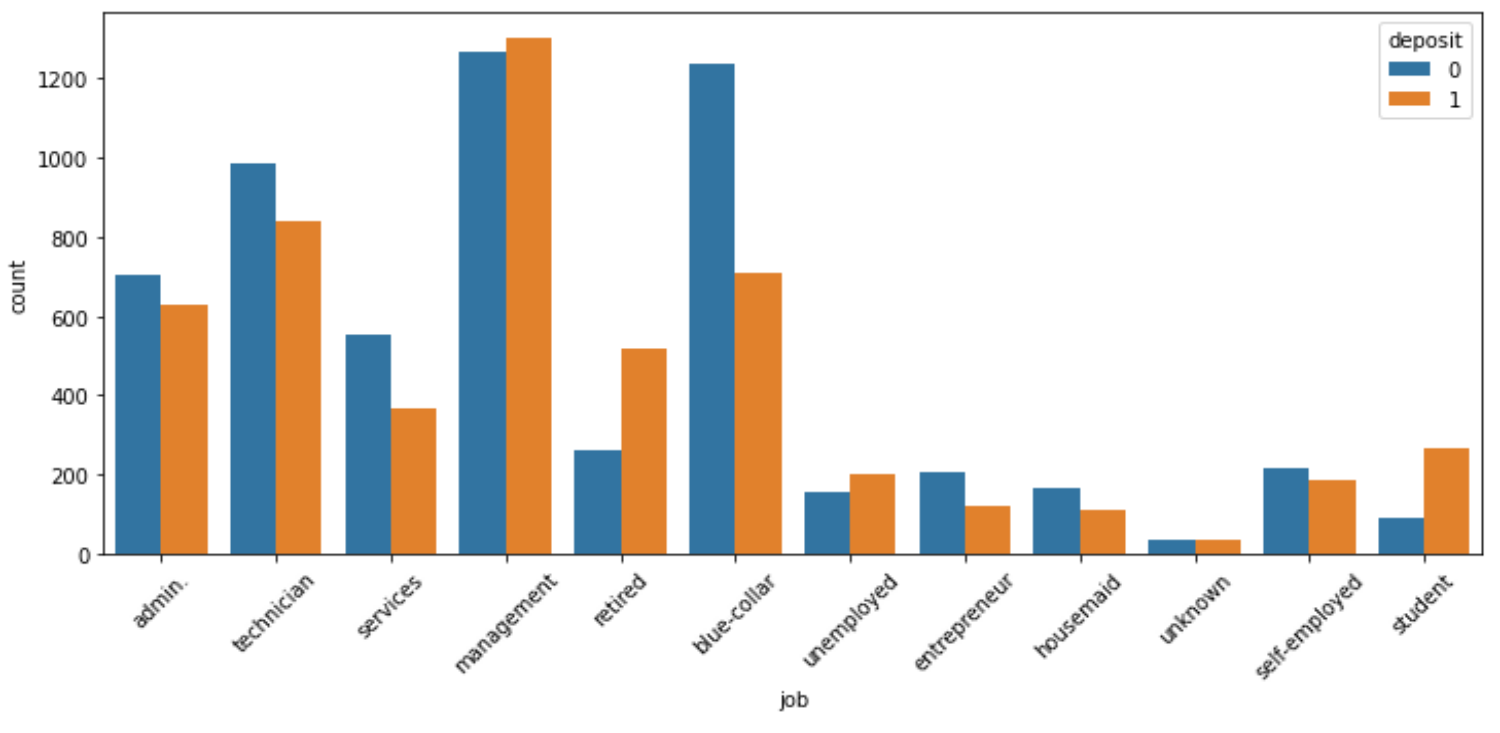 deposit
0
1
1200
1000
800
600
400
200
0
count
admin.
technician
services
management
retired
blue-collar
unemployed
entrepreneur
housemaid
unknown
self-employed
student
job